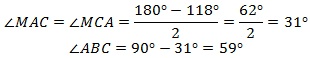 ∠MAC = ∠MCA = (180° − 118°)/2 = 62°/2 = 31°
∠ABC = 90° − 31° = 59°